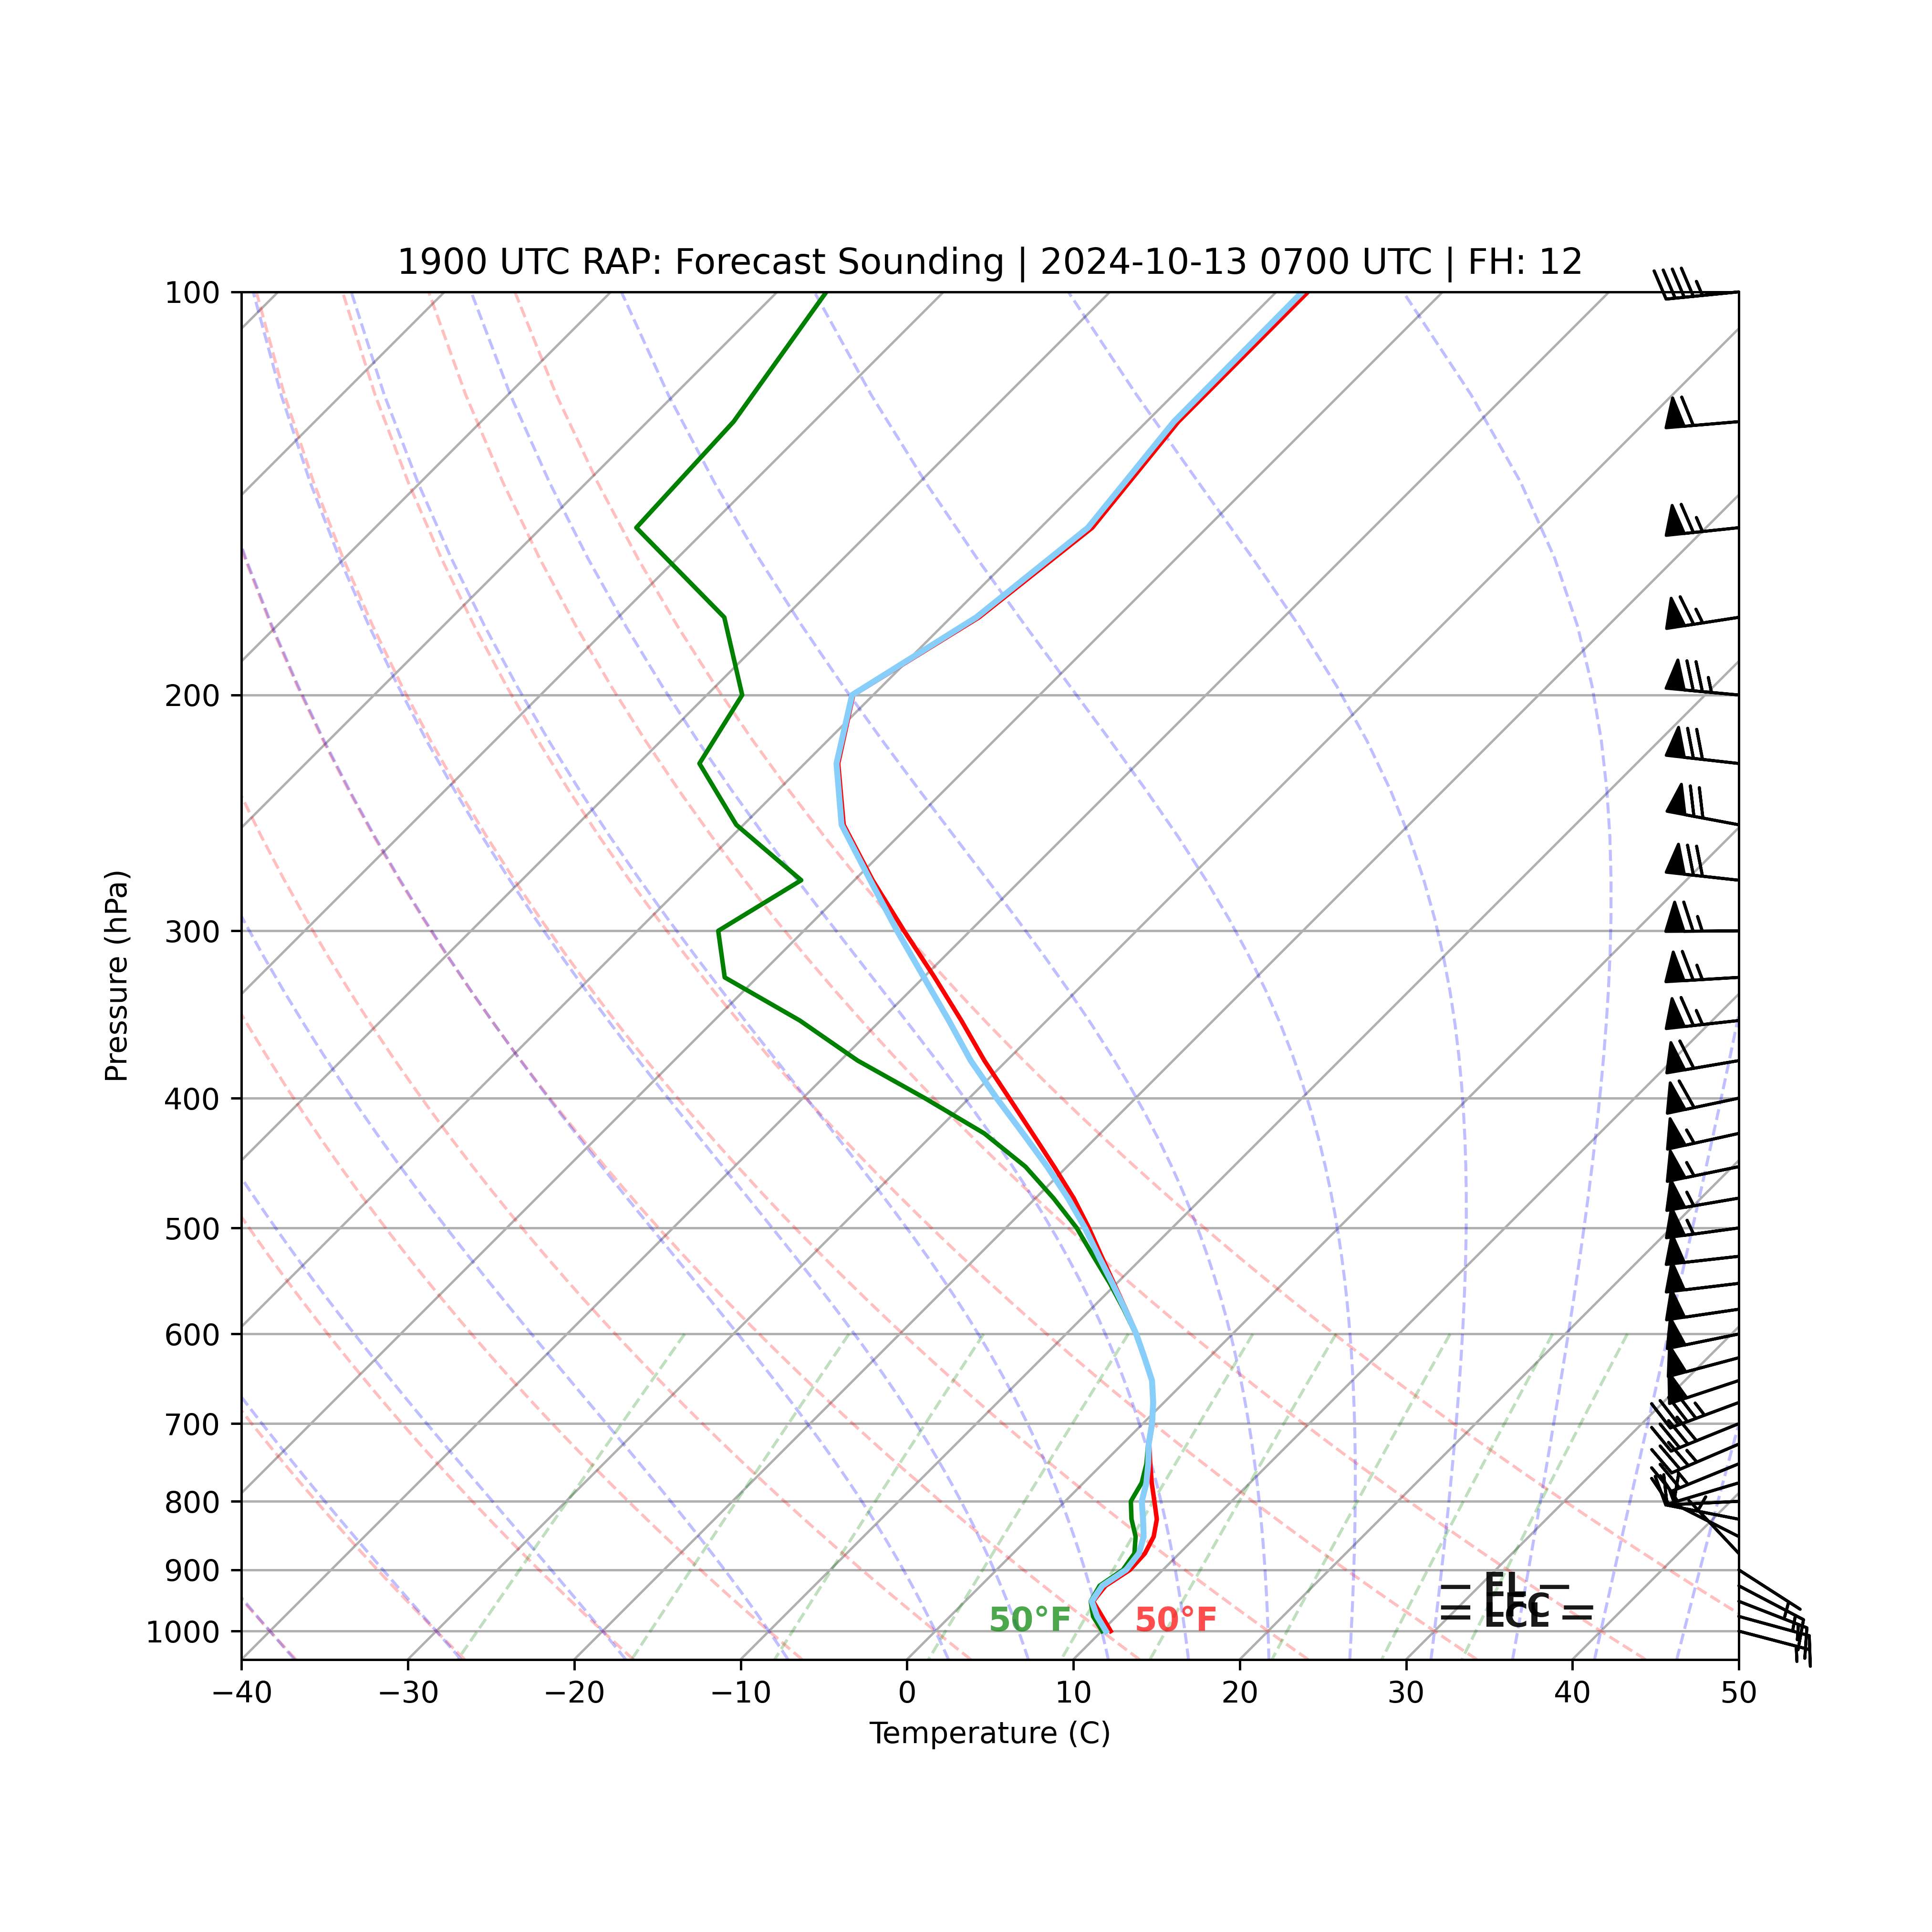 1900 UTC RAP: Forecast Sounding | 2024-10-13 0700 UTC | FH: 12
100
200
300
400
500
600
700
800
900
1000
Pressure (hPa)
− EL −
= LCL =
50°F 50°F
−40 −30 −20 −10 0 10 20 30 40 50
Temperature (C)